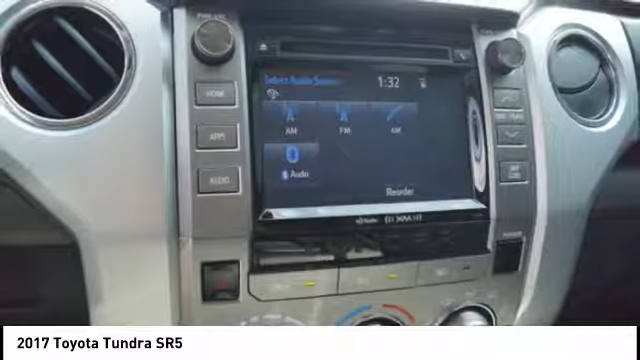 Select Audio Source
1:32
HOME
APPS
AUDIO
AM
FM
XM
Audio
Reorder
2017 Toyota Tundra SR5